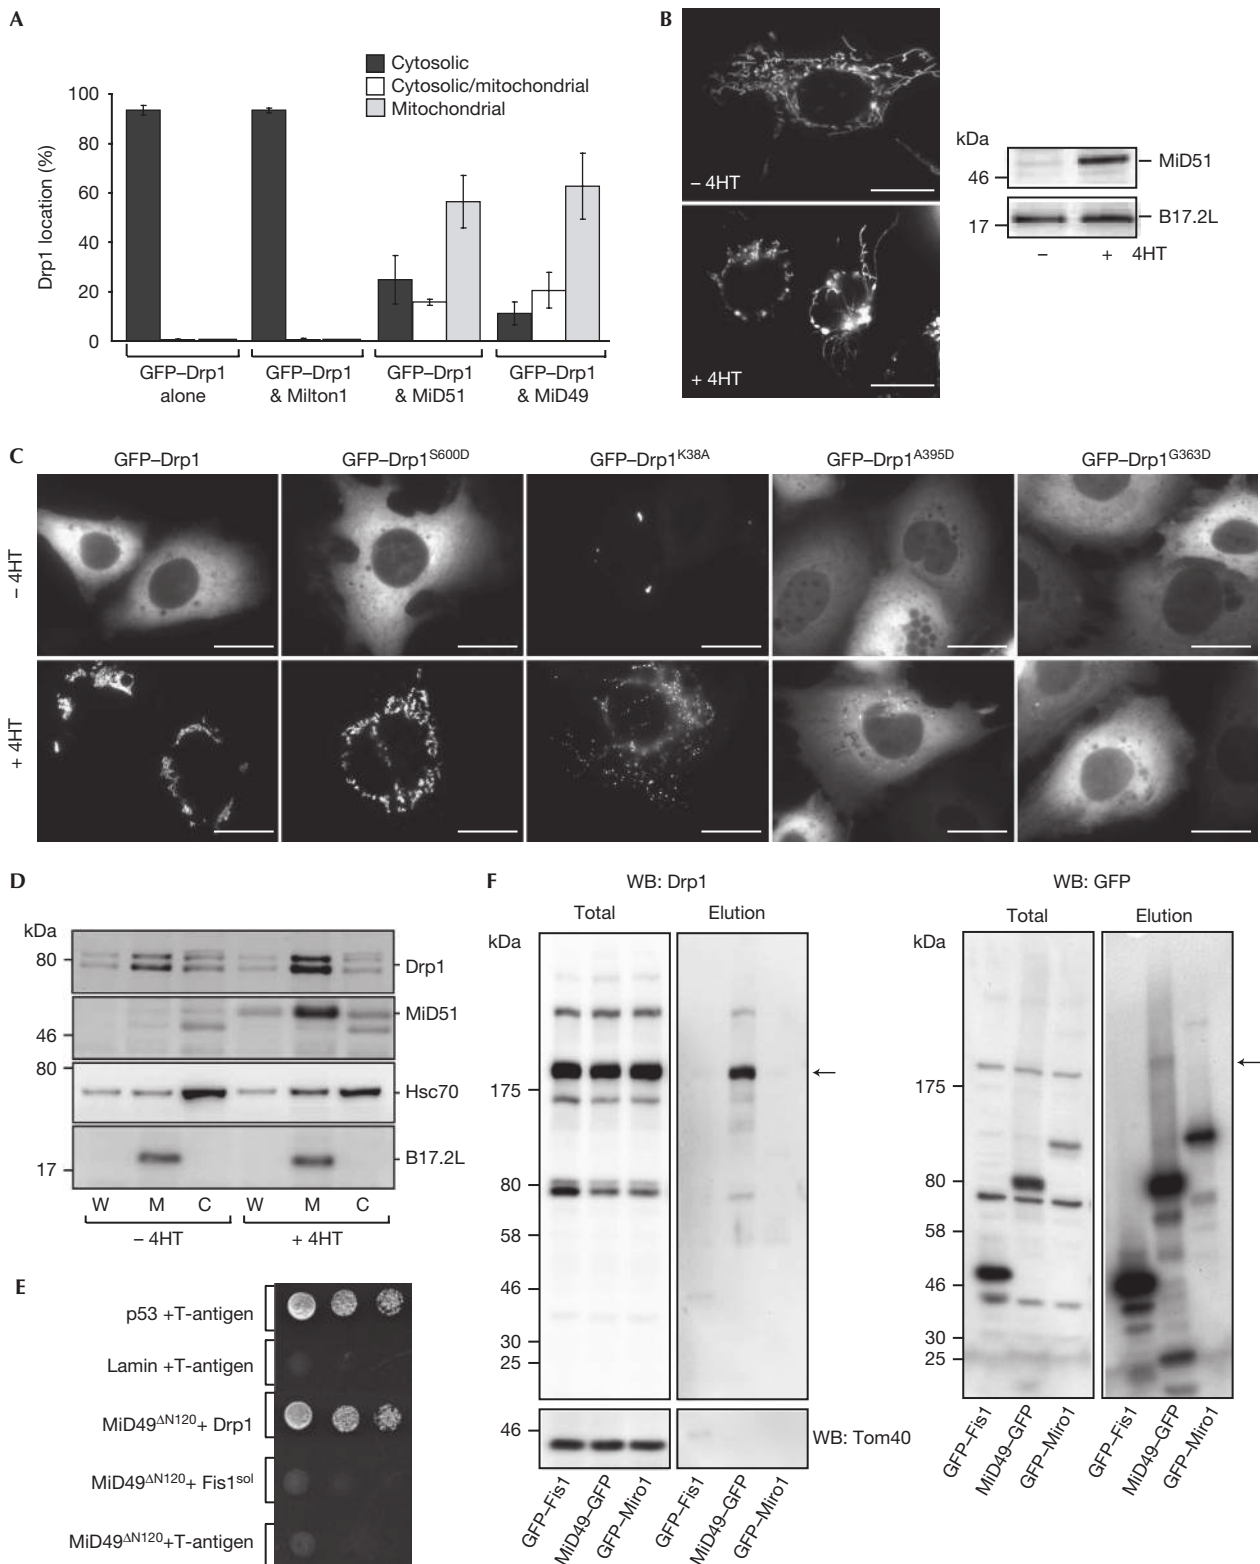 A
Cytosolic
Cytosolic/mitochondrial
Mitochondrial
Drp1 location (%)
100
80
60
40
20
0
GFP–Drp1 alone
GFP–Drp1 & Milton1
GFP–Drp1 & MiD51
GFP–Drp1 & MiD49
B
– 4HT
+ 4HT
kDa
46
MiD51
17
B17.2L
– + 4HT
C
GFP–Drp1 GFP–Drp1S600D GFP–Drp1K38A GFP–Drp1A395D GFP–Drp1G363D
– 4HT
+ 4HT
D
kDa
80
Drp1
MiD51
46
80
Hsc70
B17.2L
17
W M C W M C
– 4HT + 4HT
E
p53 +T-antigen
Lamin +T-antigen
MiD49ΔN120+ Drp1
MiD49ΔN120+ Fis1sol
MiD49ΔN120+T-antigen
F
WB: Drp1
Total Elution
kDa
175
80
58
46
30
25
46
WB: Tom40
GFP–Fis1
MiD49–GFP
GFP–Miro1
GFP–Fis1
MiD49–GFP
GFP–Miro1
WB: GFP
Total Elution
kDa
175
80
58
46
30
25
GFP–Fis1
MiD49–GFP
GFP–Miro1
GFP–Fis1
MiD49–GFP
GFP–Miro1